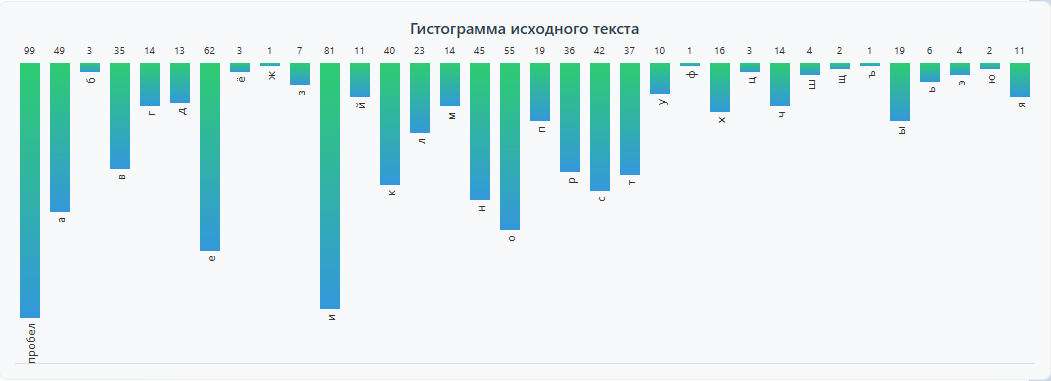 Гистограмма исходного текста
99 49 3 35 14 13 62 3 1 7 81 11 40 23 14 45 55 19 36 42 37 10 1 16 3 14 4 2 1 19 6 4 2 11
пробел а б в г д е ё ж з и й к л м н о п р с т у ф х ц ч ш щ ъ ы ь э ю я